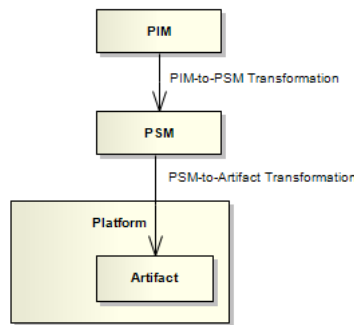 PIM
PIM-to-PSM Transformation
PSM
PSM-to-Artifact Transformation
Platform
Artifact